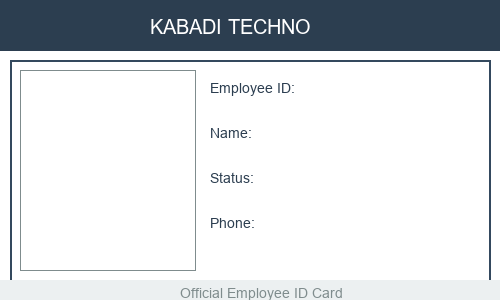 KABADI TECHNO
Employee ID:
Name:
Status:
Phone:
Official Employee ID Card